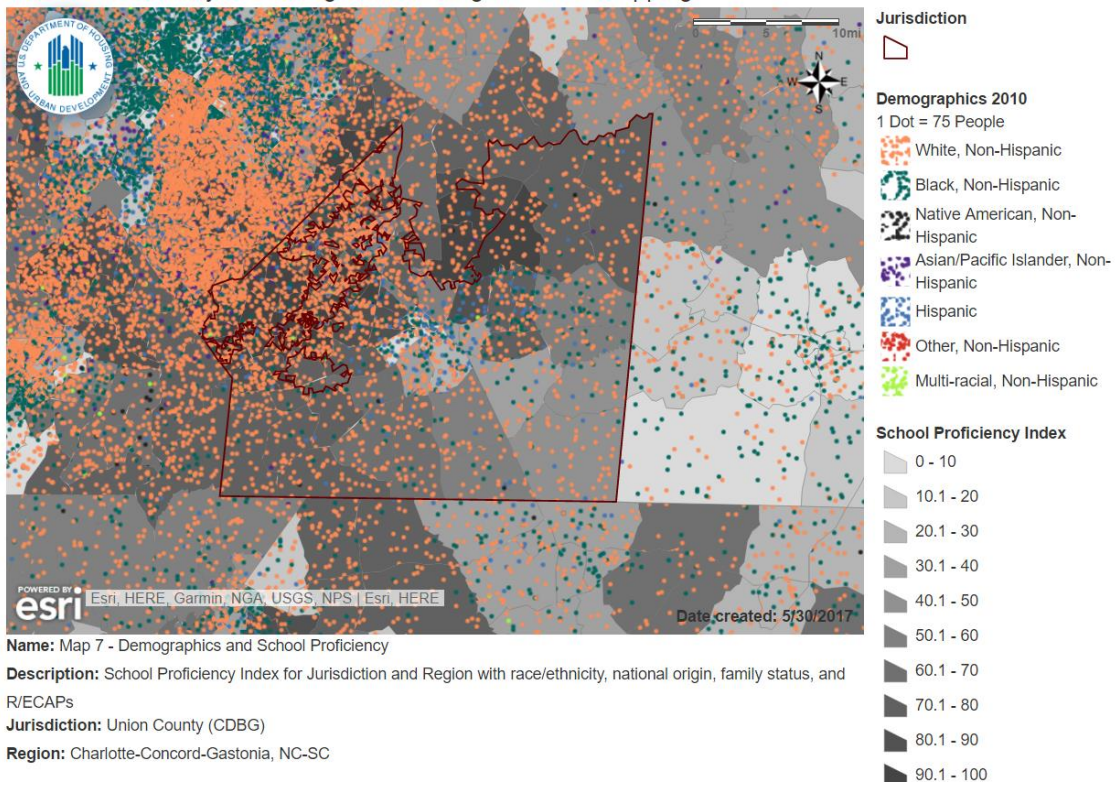 U.S. DEPARTMENT OF HOUSING
AND URBAN DEVELOPMENT
0 5 10mi
N
W E
S
POWERED BY
esri
Esri, HERE, Garmin, NGA, USGS, NPS | Esri, HERE
Date created: 5/30/2017
Name: Map 7 - Demographics and School Proficiency
Description: School Proficiency Index for Jurisdiction and Region with race/ethnicity, national origin, family status, and
R/ECAPs
Jurisdiction: Union County (CDBG)
Region: Charlotte-Concord-Gastonia, NC-SC
Jurisdiction
Demographics 2010
1 Dot = 75 People
White, Non-Hispanic
Black, Non-Hispanic
Native American, Non-
Hispanic
Asian/Pacific Islander, Non-
Hispanic
Hispanic
Other, Non-Hispanic
Multi-racial, Non-Hispanic
School Proficiency Index
0 - 10
10.1 - 20
20.1 - 30
30.1 - 40
40.1 - 50
50.1 - 60
60.1 - 70
70.1 - 80
80.1 - 90
90.1 - 100